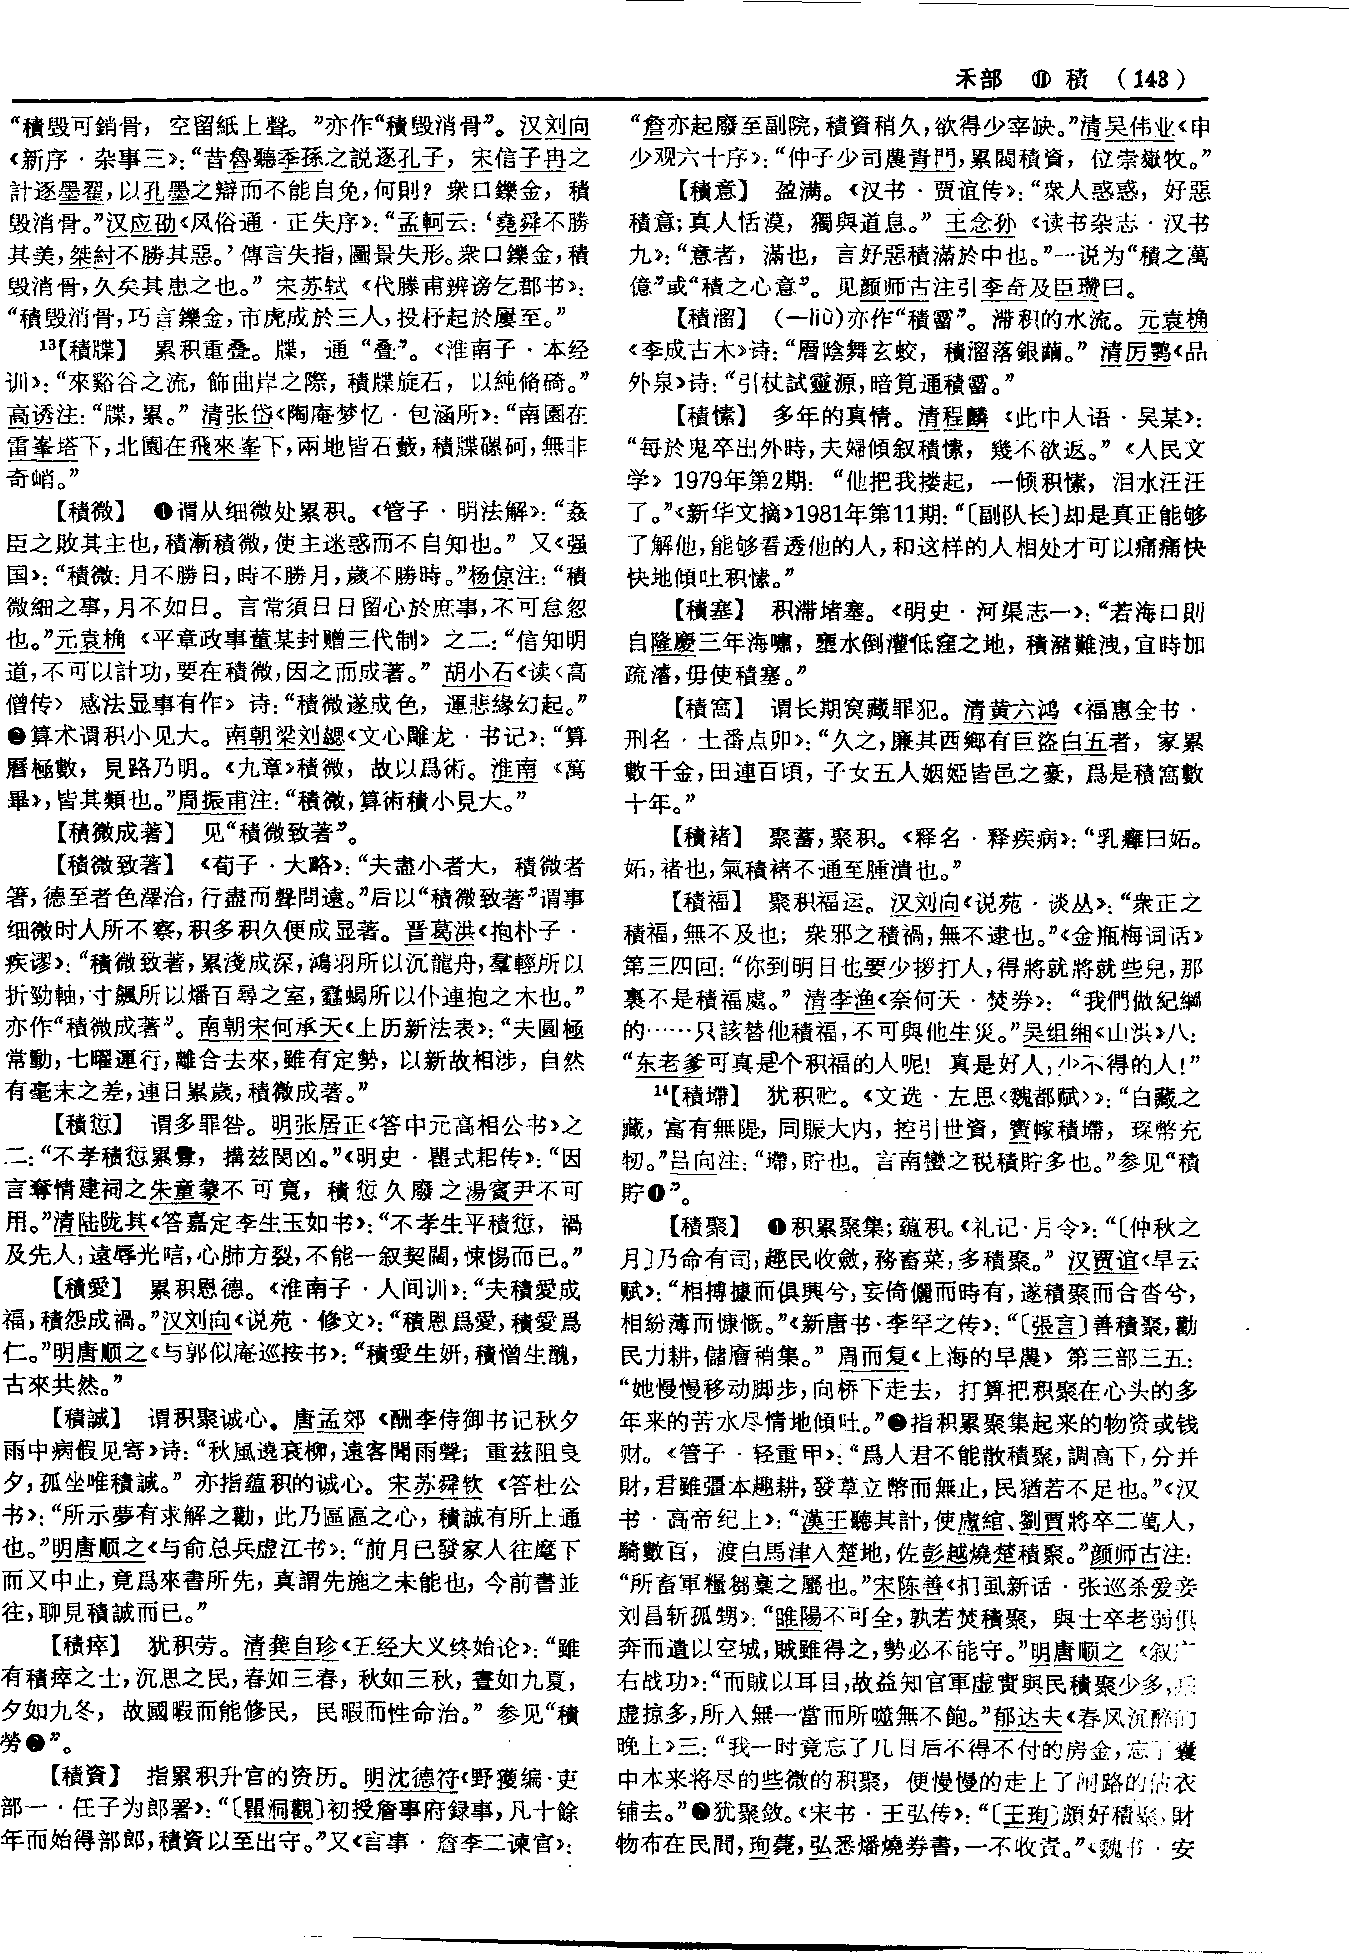 禾部 ⑪ 積 （143）
“積毀可銷骨，空留紙上聲。”亦作“積毀消骨”。汉刘向
《新序·杂事三》：“昔魯聽季孫之説逐孔子，宋信子冉之
計逐墨翟，以孔墨之辯而不能自免，何則？衆口鑠金，積
毀消骨。”汉应劭《风俗通·正失序》：“孟軻云：‘堯舜不勝
其美，桀紂不勝其惡。’傳言失指，圖景失形。衆口鑠金，積
毀消骨，久矣其患之也。”宋苏轼《代滕甫辨谤乞郡书》：
“積毀消骨，巧言鑠金，市虎成於三人，投杼起於屢至。”
13【積牒】 累积重叠。牒，通“叠”。《淮南子·本经
训》：“來谿谷之流，飾曲岸之際，積牒旋石，以純脩碕。”
高诱注：“牒，累。”清张岱《陶庵梦忆·包涵所》：“南園在
雷峯塔下，北園在飛來峯下，兩地皆石藪，積牒磥砢，無非
奇峭。”
【積微】 ❶谓从细微处累积。《管子·明法解》：“姦
臣之敗其主也，積漸積微，使主迷惑而不自知也。”又《强
国》：“積微：月不勝日，時不勝月，歲不勝時。”杨倞注：“積
微細之事，月不如日。言常須日日留心於庶事，不可怠忽
也。”元袁桷《平章政事董某封赠三代制》之二：“信知明
道，不可以計功，要在積微，因之而成著。”胡小石《读〈高
僧传〉感法显事有作》诗：“積微遂成色，運悲緣幻起。”
❷算术谓积小见大。南朝梁刘勰《文心雕龙·书记》：“算
曆極數，見路乃明。《九章》積微，故以爲術。淮南《萬
畢》，皆其類也。”周振甫注：“積微，算術積小見大。”
【積微成著】 见“積微致著”。
【積微致著】 《荀子·大略》：“夫盡小者大，積微者
箸，德至者色澤洽，行盡而聲問遠。”后以“積微致著”谓事
细微时人所不察，积多积久便成显著。晋葛洪《抱朴子·
疾谬》：“積微致著，累淺成深，鴻羽所以沉龍舟，羣輕所以
折勁軸，寸飆所以燔百尋之室，蠹蝎所以仆連抱之木也。”
亦作“積微成著”。南朝宋何承天《上历新法表》：“夫圓極
常動，七曜運行，離合去來，雖有定勢，以新故相涉，自然
有毫末之差，連日累歲，積微成著。”
【積愆】 谓多罪咎。明张居正《答中元高相公书》之
二：“不孝積愆累釁，搆兹閔凶。”《明史·瞿式耜传》：“因
言奪情建祠之朱童蒙不可寬，積愆久廢之湯賓尹不可
用。”清陆陇其《答嘉定李生玉如书》：“不孝生平積愆，禍
及先人，遠辱光唁，心肺方裂，不能一叙契闊，悚惕而已。”
【積愛】 累积恩德。《淮南子·人间训》：“夫積愛成
福，積怨成禍。”汉刘向《说苑·修文》：“積恩爲愛，積愛爲
仁。”明唐顺之《与郭似庵巡按书》：“積愛生妍，積憎生醜，
古來共然。”
【積誠】 谓积聚诚心。唐孟郊《酬李侍御书记秋夕
雨中病假见寄》诗：“秋風遶衰柳，遠客聞雨聲；重兹阻良
夕，孤坐唯積誠。”亦指蕴积的诚心。宋苏舜钦《答杜公
书》：“所示夢有求解之勸，此乃區區之心，積誠有所上通
也。”明唐顺之《与俞总兵虚江书》：“前月已發家人往麾下
而又中止，竟爲來書所先，真謂先施之未能也，今前書並
往，聊見積誠而已。”
【積瘁】 犹积劳。清龚自珍《五经大义终始论》：“雖
有積瘁之士，沉思之民，春如三春，秋如三秋，晝如九夏，
夕如九冬，故國暇而能修民，民暇而性命治。”参见“積
勞❷”。
【積資】 指累积升官的资历。明沈德符《野獲编·吏
部一·任子为郎署》：“〔瞿洞觀〕初授詹事府録事，凡十餘
年而始得部郎，積資以至出守。”又《言事·詹李二谏官》：
“詹亦起廢至副院，積資稍久，欲得少宰缺。”清吴伟业《申
少观六十序》：“仲子少司農青門，累閥積資，位崇嶽牧。”
【積意】 盈满。《汉书·贾谊传》：“衆人惑惑，好惡
積意；真人恬漠，獨與道息。”王念孙《读书杂志·汉书
九》：“意者，滿也，言好惡積滿於中也。”一说为“積之萬
億”或“積之心意”。见颜师古注引李奇及臣瓚曰。
【積溜】 （—liù）亦作“積霤”。滞积的水流。元袁桷
《李成古木》诗：“層陰舞玄蛟，積溜落銀繭。”清厉鹗《品
外泉》诗：“引杖試靈源，暗筧通積霤。”
【積愫】 多年的真情。清程麟《此中人语·吴某》：
“每於鬼卒出外時，夫婦傾叙積愫，幾不欲返。”《人民文
学》1979年第2期：“他把我搂起，一倾积愫，泪水汪汪
了。”《新华文摘》1981年第11期：“〔副队长〕却是真正能够
了解他，能够看透他的人，和这样的人相处才可以痛痛快
快地傾吐积愫。”
【積塞】 积滞堵塞。《明史·河渠志一》：“若海口則
自隆慶三年海嘯，壅水倒灌低窪之地，積瀦難洩，宜時加
疏濬，毋使積塞。”
【積窩】 谓长期窝藏罪犯。清黄六鸿《福惠全书·
刑名·土番点卯》：“久之，廉其西鄉有巨盗白五者，家累
數千金，田連百頃，子女五人姻婭皆邑之豪，爲是積窩數
十年。”
【積褚】 聚蓄，聚积。《释名·释疾病》：“乳癰曰妬。
妬，褚也，氣積褚不通至腫潰也。”
【積福】 聚积福运。汉刘向《说苑·谈丛》：“衆正之
積福，無不及也；衆邪之積禍，無不逮也。”《金瓶梅词话》
第三四回：“你到明日也要少拶打人，得將就將就些兒，那
裏不是積福處。”清李渔《奈何天·焚券》：“我們做紀綱
的……只該替他積福，不可與他生災。”吴组缃《山洪》八：
“东老爹可真是个积福的人呢！真是好人，少不得的人！”
14【積墆】 犹积贮。《文选·左思〈魏都赋〉》：“白藏之
藏，富有無隄，同賑大内，控引世資，賨幏積墆，琛幣充
牣。”吕向注：“墆，貯也。言南蠻之税積貯多也。”参见“積
貯❶”。
【積聚】 ❶积累聚集；蕴积。《礼记·月令》：“〔仲秋之
月〕乃命有司，趣民收斂，務畜菜，多積聚。”汉贾谊《旱云
赋》：“相搏據而俱興兮，妄倚儷而時有，遂積聚而合沓兮，
相紛薄而慷慨。”《新唐书·李罕之传》：“〔張言〕善積聚，勸
民力耕，儲廥稍集。”周而复《上海的早晨》第三部三五：
“她慢慢移动脚步，向桥下走去，打算把积聚在心头的多
年来的苦水尽情地傾吐。”❷指积累聚集起来的物资或钱
财。《管子·轻重甲》：“爲人君不能散積聚，調高下，分并
財，君雖彊本趣耕，發草立幣而無止，民猶若不足也。”《汉
书·高帝纪上》：“漢王聽其計，使盧綰、劉賈將卒二萬人，
騎數百，渡白馬津入楚地，佐彭越燒楚積聚。”颜师古注：
“所畜軍糧芻藁之屬也。”宋陈善《扪虱新话·张巡杀爱妾
刘昌斩孤甥》：“睢陽不可全，孰若焚積聚，與士卒老弱俱
奔而遺以空城，賊雖得之，勢必不能守。”明唐顺之《叙广
右战功》：“而賊以耳目，故益知官軍虚實與民積聚少多，
虚掠多，所入無一當而所噬無不飽。”郁达夫《春风沉醉的
晚上》三：“我一时竟忘了几日后不得不付的房金，忘了囊
中本来将尽的些微的积聚，便慢慢的走上了闸路的估衣
铺去。”❸犹聚敛。《宋书·王弘传》：“〔王珣〕頗好積聚，財
物布在民間，珣薨，弘悉燔燒券書，一不收責。”《魏书·安